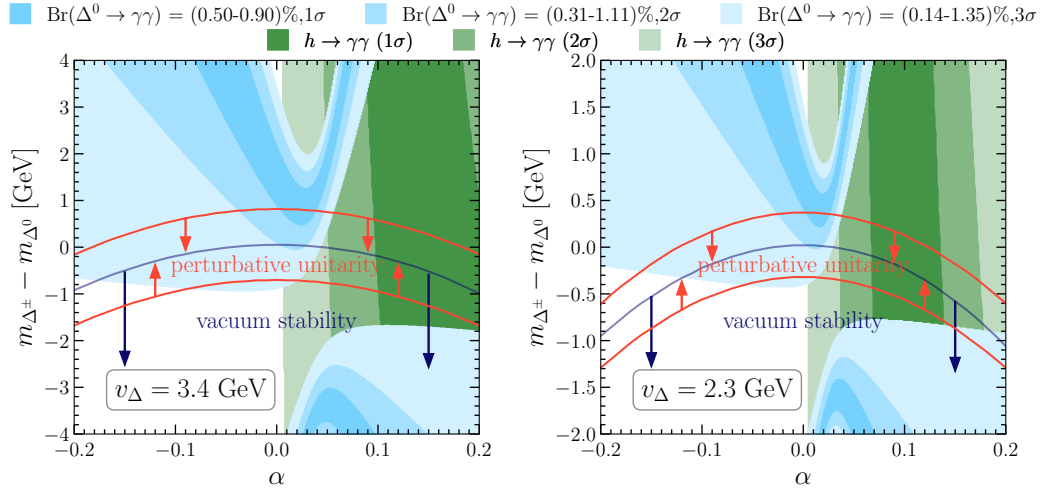 Br(Δ⁰ → γγ) = (0.50-0.90)%,1σ Br(Δ⁰ → γγ) = (0.31-1.11)%,2σ Br(Δ⁰ → γγ) = (0.14-1.35)%,3σ
h → γγ (1σ) h → γγ (2σ) h → γγ (3σ)
m_Δ± − m_Δ⁰ [GeV]
4
3
2
1
0
−1
−2
−3
−4
perturbative unitarity
vacuum stability
v_Δ = 3.4 GeV
−0.2 −0.1 0.0 0.1 0.2
α
m_Δ± − m_Δ⁰ [GeV]
2.0
1.5
1.0
0.5
0.0
−0.5
−1.0
−1.5
−2.0
perturbative unitarity
vacuum stability
v_Δ = 2.3 GeV
−0.2 −0.1 0.0 0.1 0.2
α